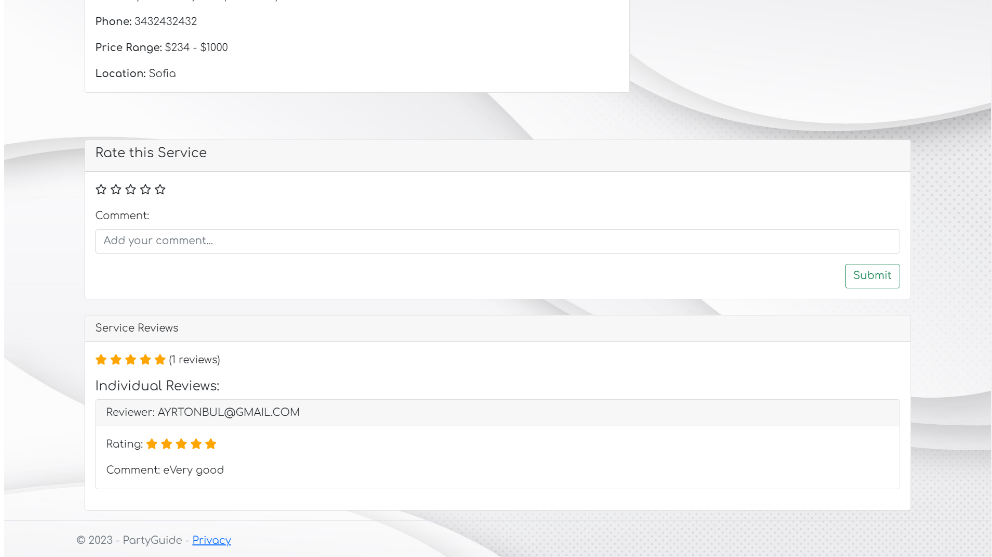 Phone: 3432432432
Price Range: $234 - $1000
Location: Sofia
Rate this Service
Comment:
Add your comment...
Submit
Service Reviews
(1 reviews)
Individual Reviews:
Reviewer: AYRTONBUL@GMAIL.COM
Rating:
Comment: eVery good
© 2023 - PartyGuide - Privacy